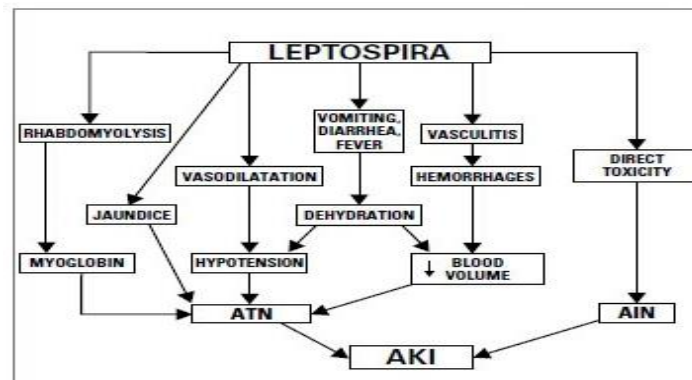 LEPTOSPIRA
RHABDOMYOLYSIS
VOMITING,
DIARRHEA,
FEVER
VASCULITIS
DIRECT
TOXICITY
VASODILATATION
HEMORRHAGES
JAUNDICE
DEHYDRATION
MYOGLOBIN
HYPOTENSION
↓ BLOOD
VOLUME
ATN
AIN
AKI